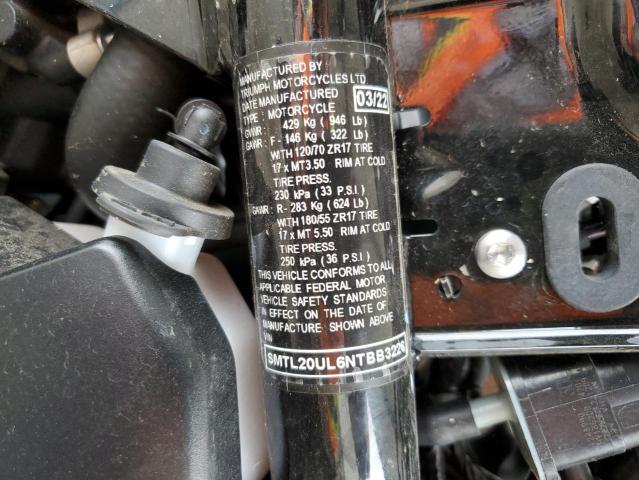 MANUFACTURED BY
TRIUMPH MOTORCYCLES LTD
DATE MANUFACTURED 03/22
TYPE : MOTORCYCLE
GVWR : 429 Kg ( 946 Lb)
GAWR : F - 146 Kg ( 322 Lb)
WITH 120/70 ZR17 TIRE
17 x MT3.50 RIM AT COLD
TIRE PRESS.
230 kPa (33 P.S.I)
GAWR : R - 283 Kg (624 Lb)
WITH 180/55 ZR17 TIRE
17 x MT 5.50 RIM AT COLD
TIRE PRESS.
250 kPa (36 P.S.I)
THIS VEHICLE CONFORMS TO ALL
APPLICABLE FEDERAL MOTOR
VEHICLE SAFETY STANDARDS
IN EFFECT ON THE DATE OF
MANUFACTURE SHOWN ABOVE
VIN
SMTL20UL6NTBB3226